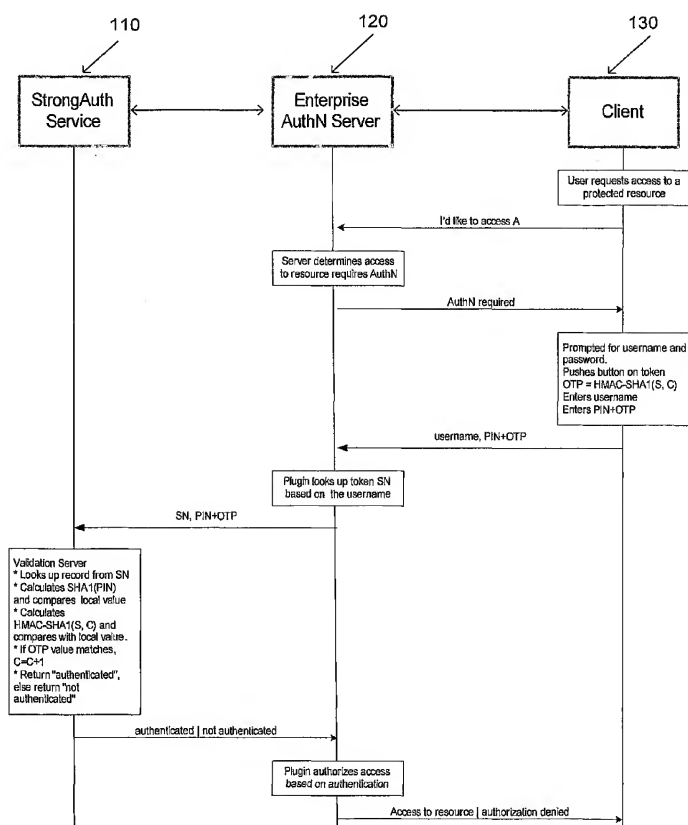 110
120
130
StrongAuth
Service
Enterprise
AuthN Server
Client
User requests access to a
protected resource
I'd like to access A
Server determines access
to resource requires AuthN
AuthN required
Prompted for username and
password.
Pushes button on token
OTP = HMAC-SHA1(S, C)
Enters username
Enters PIN+OTP
username, PIN+OTP
Plugin looks up token SN
based on the username
SN, PIN+OTP
Validation Server
* Looks up record from SN
* Calculates SHA1(PIN)
and compares local value
* Calculates
HMAC-SHA1(S, C) and
compares with local value.
* If OTP value matches,
C=C+1
* Return "authenticated",
else return "not
authenticated"
authenticated | not authenticated
Plugin authorizes access
based on authentication
Access to resource | authorization denied